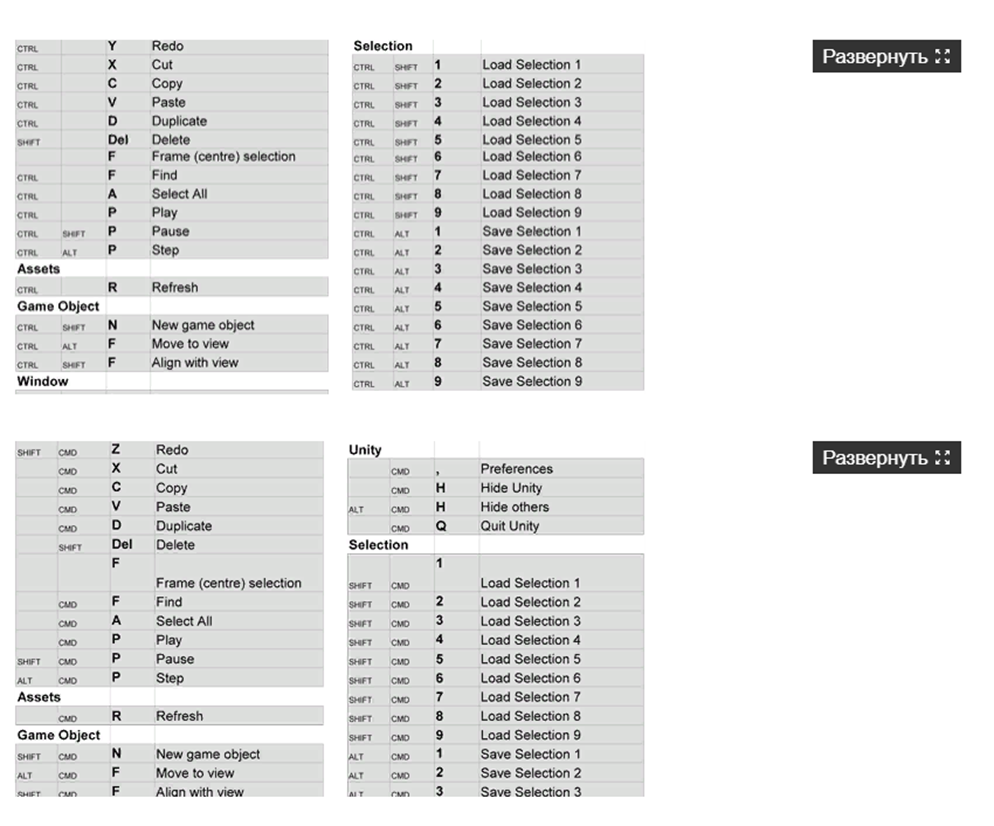 CTRL Y Redo
CTRL X Cut
CTRL C Copy
CTRL V Paste
CTRL D Duplicate
SHIFT Del Delete
F Frame (centre) selection
CTRL F Find
CTRL A Select All
CTRL P Play
CTRL SHIFT P Pause
CTRL ALT P Step
Assets
CTRL R Refresh
Game Object
CTRL SHIFT N New game object
CTRL ALT F Move to view
CTRL SHIFT F Align with view
Window
Selection
CTRL SHIFT 1 Load Selection 1
CTRL SHIFT 2 Load Selection 2
CTRL SHIFT 3 Load Selection 3
CTRL SHIFT 4 Load Selection 4
CTRL SHIFT 5 Load Selection 5
CTRL SHIFT 6 Load Selection 6
CTRL SHIFT 7 Load Selection 7
CTRL SHIFT 8 Load Selection 8
CTRL SHIFT 9 Load Selection 9
CTRL ALT 1 Save Selection 1
CTRL ALT 2 Save Selection 2
CTRL ALT 3 Save Selection 3
CTRL ALT 4 Save Selection 4
CTRL ALT 5 Save Selection 5
CTRL ALT 6 Save Selection 6
CTRL ALT 7 Save Selection 7
CTRL ALT 8 Save Selection 8
CTRL ALT 9 Save Selection 9
Развернуть
SHIFT CMD Z Redo
CMD X Cut
CMD C Copy
CMD V Paste
CMD D Duplicate
SHIFT Del Delete
F
Frame (centre) selection
CMD F Find
CMD A Select All
CMD P Play
SHIFT CMD P Pause
ALT CMD P Step
Assets
CMD R Refresh
Game Object
SHIFT CMD N New game object
ALT CMD F Move to view
SHIFT CMD F Align with view
Unity
CMD , Preferences
CMD H Hide Unity
ALT CMD H Hide others
CMD Q Quit Unity
Selection
1
SHIFT CMD Load Selection 1
SHIFT CMD 2 Load Selection 2
SHIFT CMD 3 Load Selection 3
SHIFT CMD 4 Load Selection 4
SHIFT CMD 5 Load Selection 5
SHIFT CMD 6 Load Selection 6
SHIFT CMD 7 Load Selection 7
SHIFT CMD 8 Load Selection 8
SHIFT CMD 9 Load Selection 9
ALT CMD 1 Save Selection 1
ALT CMD 2 Save Selection 2
ALT CMD 3 Save Selection 3
Развернуть